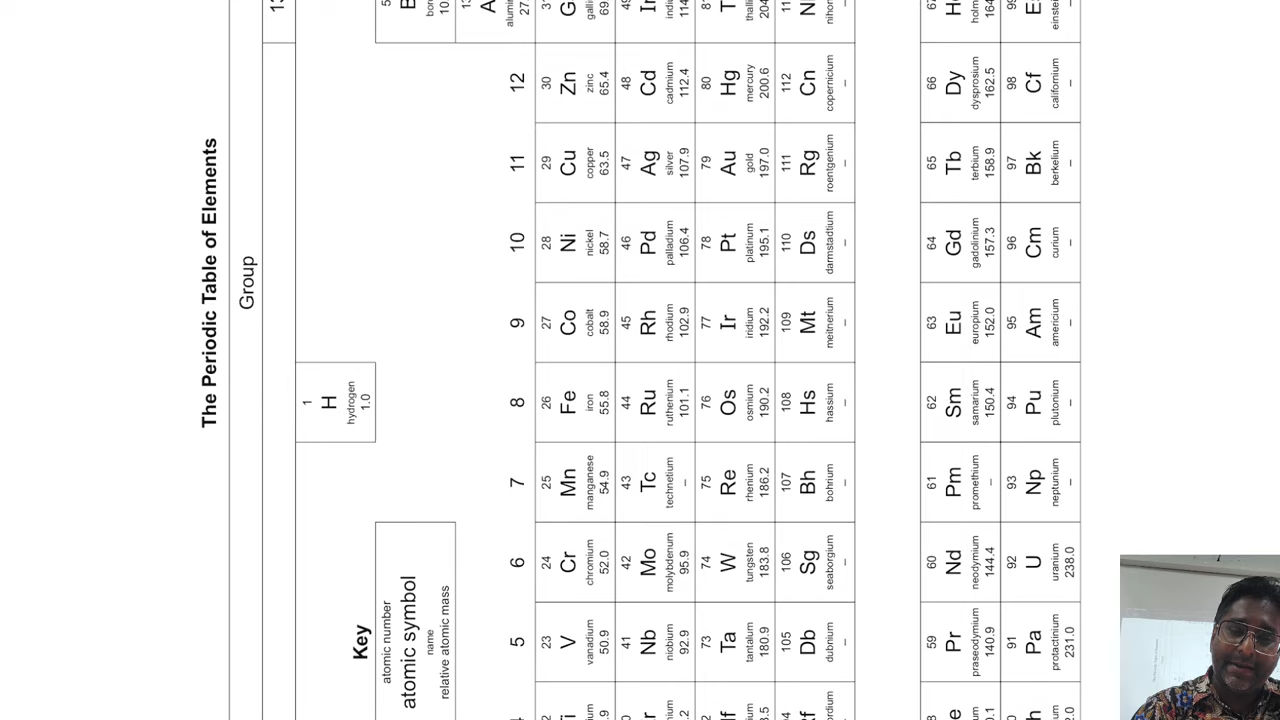 The Periodic Table of Elements
Group
1
H
hydrogen
1.0
Key
atomic number
atomic symbol
name
relative atomic mass
5 6 7 8 9 10 11 12
23 24 25 26 27 28 29 30
V Cr Mn Fe Co Ni Cu Zn
vanadium chromium manganese iron cobalt nickel copper zinc
50.9 52.0 54.9 55.8 58.9 58.7 63.5 65.4
41 42 43 44 45 46 47 48
Nb Mo Tc Ru Rh Pd Ag Cd
niobium molybdenum technetium ruthenium rhodium palladium silver cadmium
92.9 95.9 – 101.1 102.9 106.4 107.9 112.4
73 74 75 76 77 78 79 80
Ta W Re Os Ir Pt Au Hg
tantalum tungsten rhenium osmium iridium platinum gold mercury
180.9 183.8 186.2 190.2 192.2 195.1 197.0 200.6
105 106 107 108 109 110 111 112
Db Sg Bh Hs Mt Ds Rg Cn
dubnium seaborgium bohrium hassium meitnerium darmstadtium roentgenium copernicium
– – – – – – – –
59 60 61 62 63 64 65 66
Pr Nd Pm Sm Eu Gd Tb Dy
praseodymium neodymium promethium samarium europium gadolinium terbium dysprosium
140.9 144.4 – 150.4 152.0 157.3 158.9 162.5
91 92 93 94 95 96 97 98
Pa U Np Pu Am Cm Bk Cf
protactinium uranium neptunium plutonium americium curium berkelium californium
231.0 238.0 – – – – – –